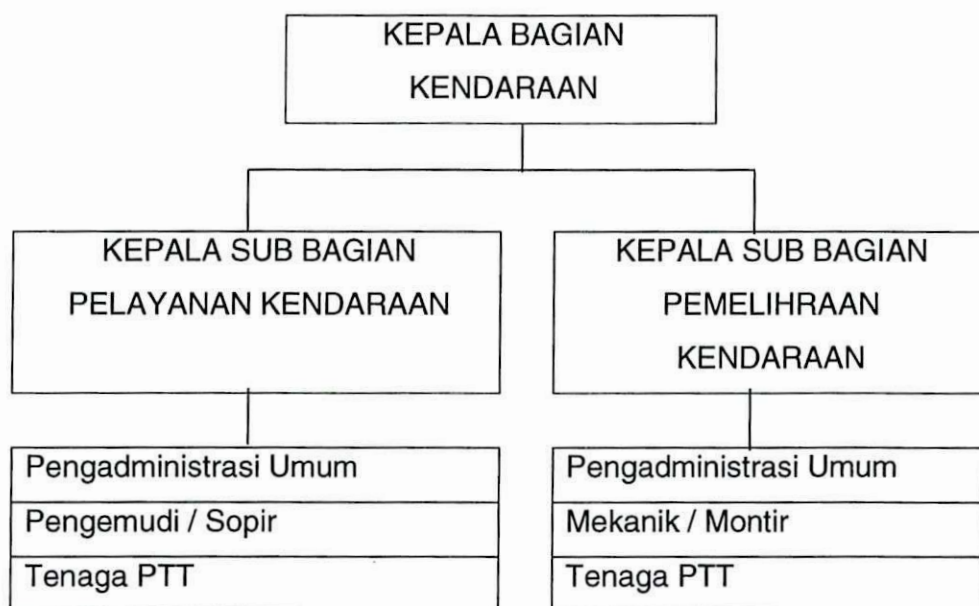 KEPALA BAGIAN
KENDARAAN
KEPALA SUB BAGIAN
PELAYANAN KENDARAAN
KEPALA SUB BAGIAN
PEMELIHRAAN
KENDARAAN
Pengadministrasi Umum
Pengemudi / Sopir
Tenaga PTT
Pengadministrasi Umum
Mekanik / Montir
Tenaga PTT